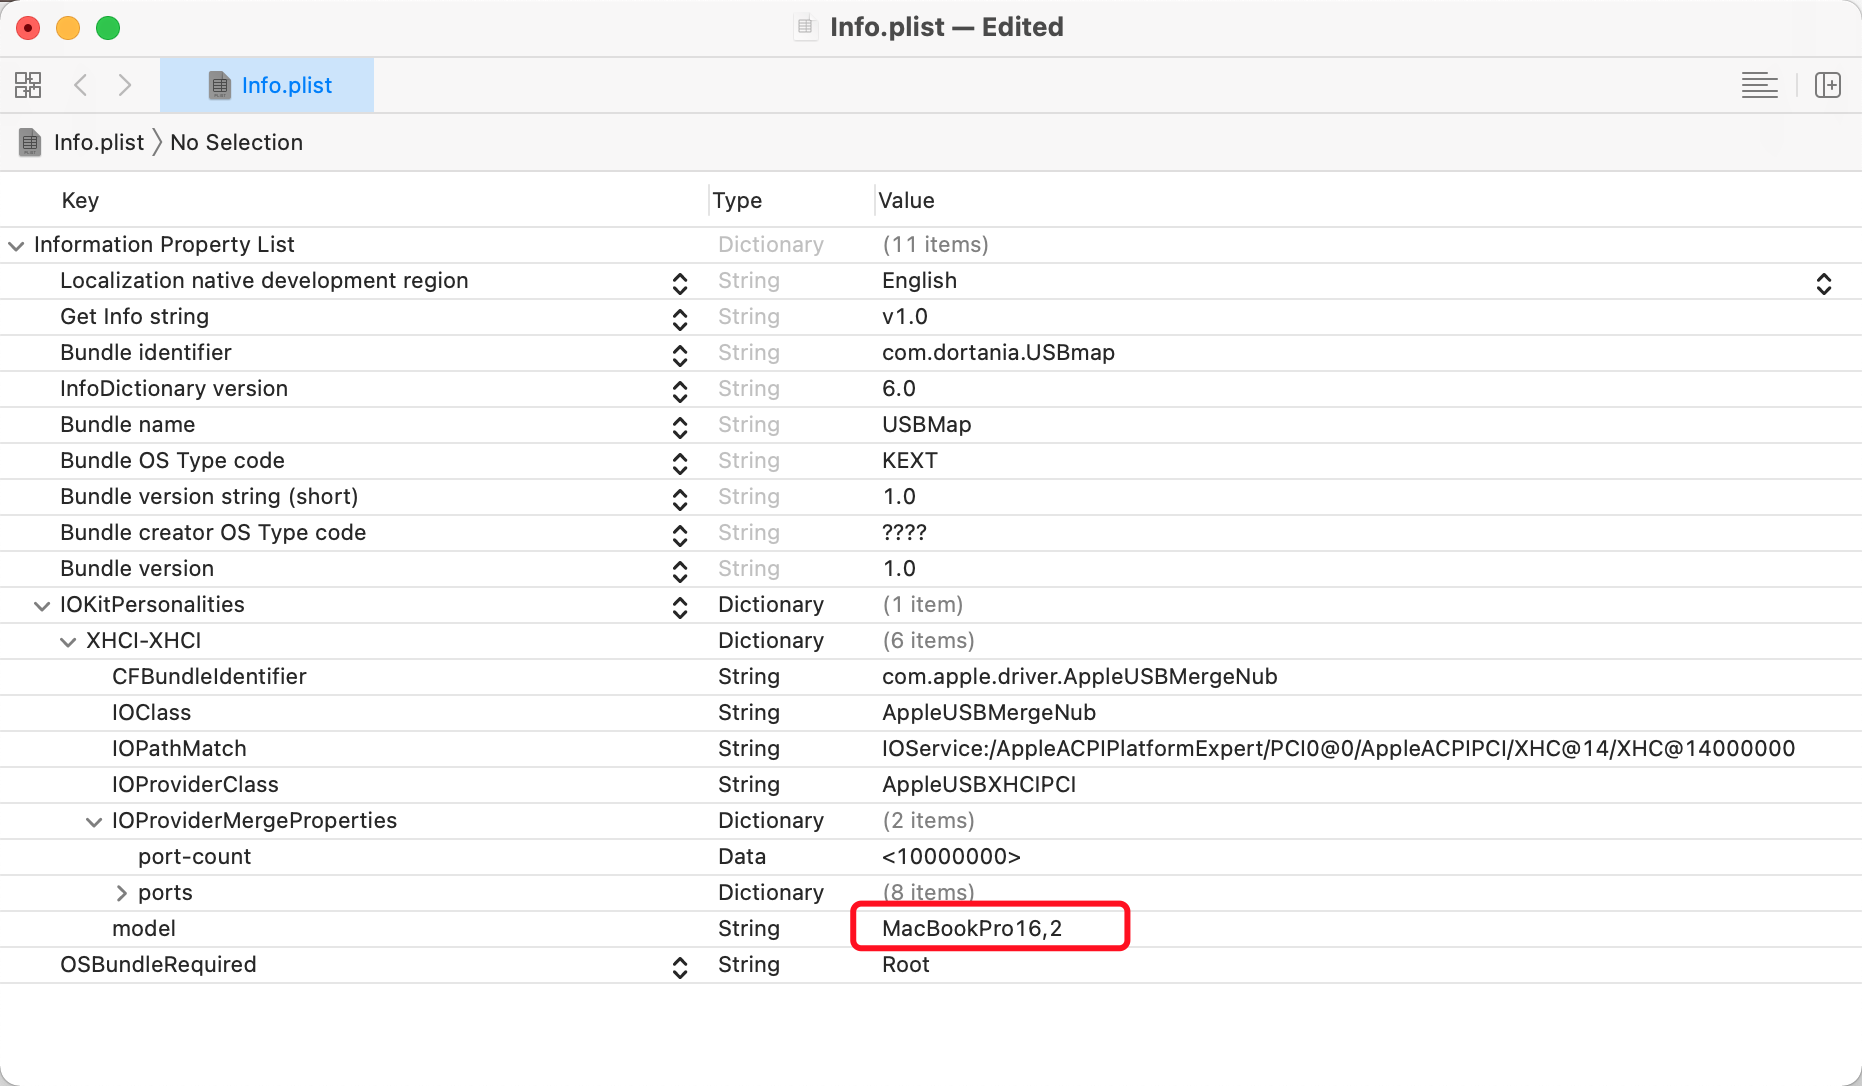 Info.plist — Edited
Info.plist
Info.plist No Selection
Key Type Value
Information Property List Dictionary (11 items)
Localization native development region String English
Get Info string String v1.0
Bundle identifier String com.dortania.USBmap
InfoDictionary version String 6.0
Bundle name String USBMap
Bundle OS Type code String KEXT
Bundle version string (short) String 1.0
Bundle creator OS Type code String ????
Bundle version String 1.0
IOKitPersonalities Dictionary (1 item)
XHCI-XHCI Dictionary (6 items)
CFBundleIdentifier String com.apple.driver.AppleUSBMergeNub
IOClass String AppleUSBMergeNub
IOPathMatch String IOService:/AppleACPIPlatformExpert/PCI0@0/AppleACPIPCI/XHC@14/XHC@14000000
IOProviderClass String AppleUSBXHCIPCI
IOProviderMergeProperties Dictionary (2 items)
port-count Data <10000000>
ports Dictionary (8 items)
model String MacBookPro16,2
OSBundleRequired String Root